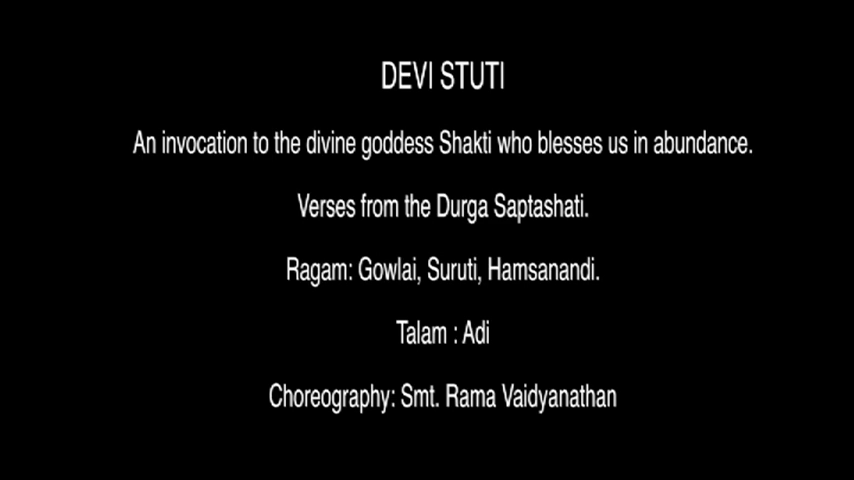 DEVI STUTI
An invocation to the divine goddess Shakti who blesses us in abundance.
Verses from the Durga Saptashati.
Ragam: Gowlai, Suruti, Hamsanandi.
Talam : Adi
Choreography: Smt. Rama Vaidyanathan